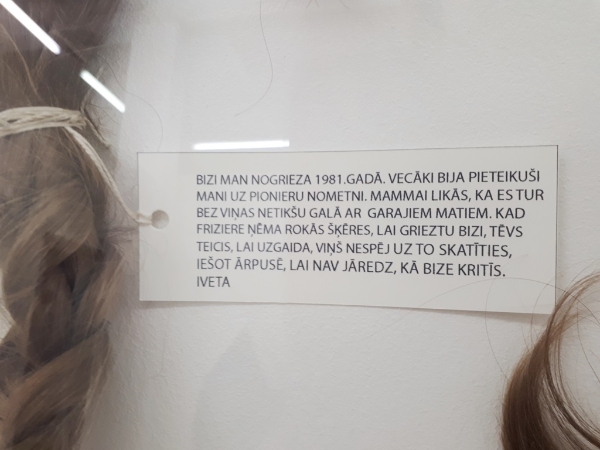 BIZI MAN NOGRIEZA 1981.GADĀ. VECĀKI BIJA PIETEIKUŠI
MANI UZ PIONIERU NOMETNI. MAMMAI LIKĀS, KA ES TUR
BEZ VIŅAS NETIKŠU GALĀ AR GARAJIEM MATIEM. KAD
FRIZIERE ŅĒMA ROKĀS ŠĶĒRES, LAI GRIEZTU BIZI, TĒVS
TEICIS, LAI UZGAIDA, VIŅŠ NESPĒJ UZ TO SKATĪTIES,
IEŠOT ĀRPUSĒ, LAI NAV JĀREDZ, KĀ BIZE KRITĪS.
IVETA